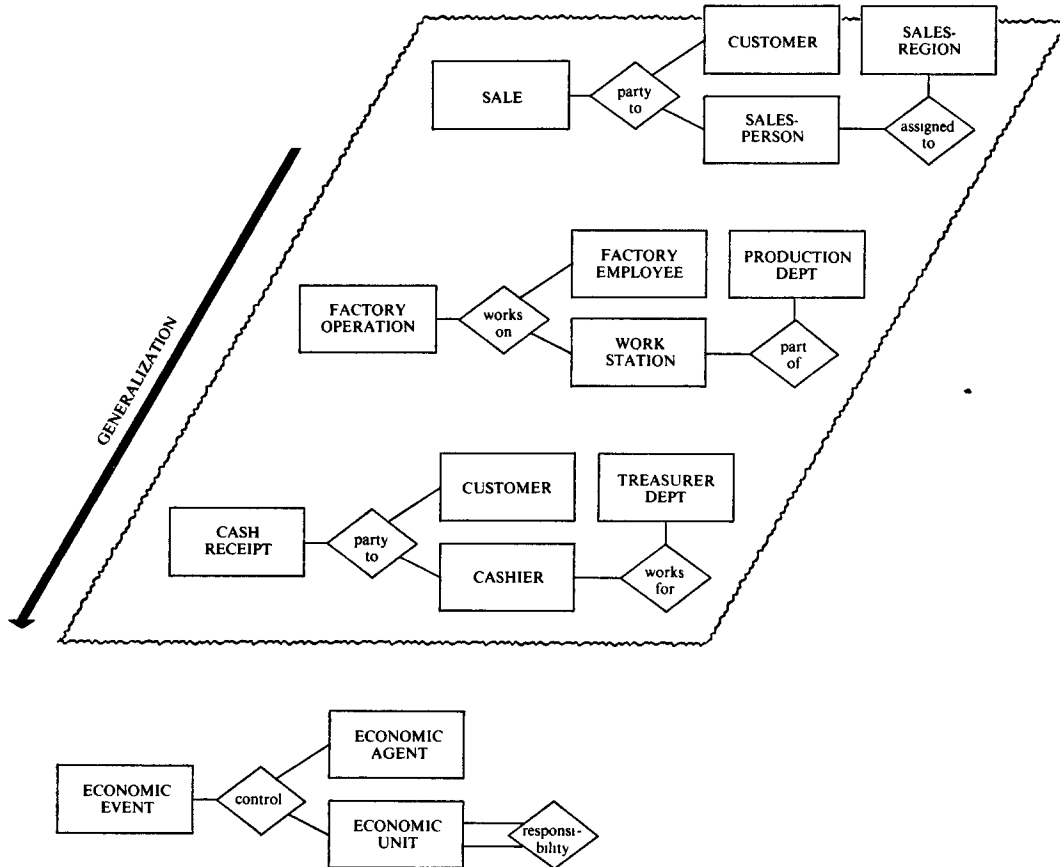 CUSTOMER
SALES-
REGION
SALE
party
to
SALES-
PERSON
assigned
to
GENERALIZATION
FACTORY
EMPLOYEE
PRODUCTION
DEPT
FACTORY
OPERATION
works
on
WORK
STATION
part
of
CUSTOMER
TREASURER
DEPT
CASH
RECEIPT
party
to
CASHIER
works
for
ECONOMIC
AGENT
ECONOMIC
EVENT
control
ECONOMIC
UNIT
responsi-
bility